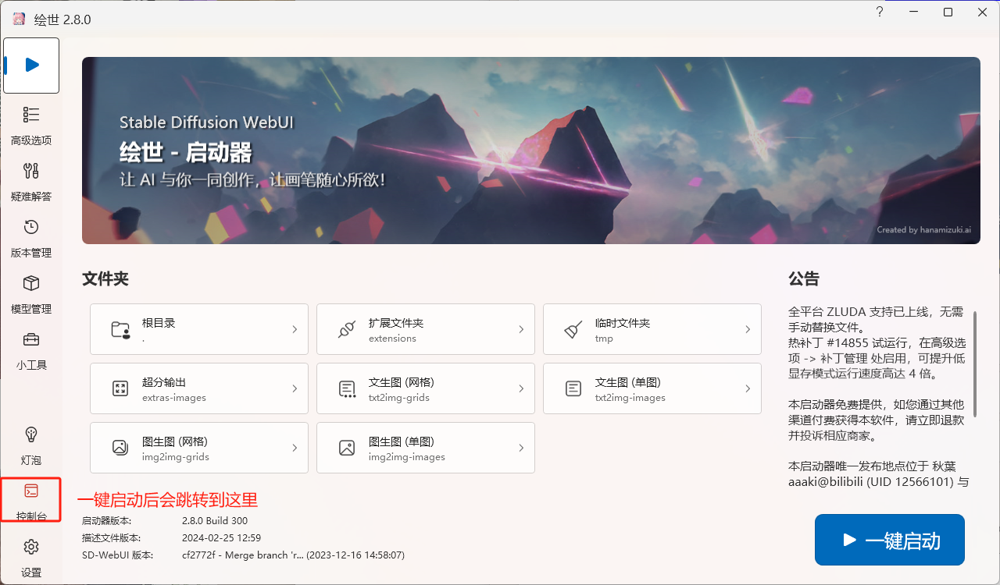 绘世 2.8.0
?
Stable Diffusion WebUI
绘世 - 启动器
让 AI 与你一同创作，让画笔随心所欲！
Created by hanamizuki.ai
高级选项
疑难解答
版本管理
模型管理
小工具
灯泡
控制台
设置
文件夹
根目录
.
扩展文件夹
extensions
临时文件夹
tmp
超分输出
extras-images
文生图 (网格)
txt2img-grids
文生图 (单图)
txt2img-images
图生图 (网格)
img2img-grids
图生图 (单图)
img2img-images
一键启动后会跳转到这里
启动器版本: 2.8.0 Build 300
描述文件版本: 2024-02-25 12:59
SD-WebUI 版本: cf2772f - Merge branch 'r... (2023-12-16 14:58:07)
公告
全平台 ZLUDA 支持已上线，无需
手动替换文件。
热补丁 #14855 试运行，在高级选
项 -> 补丁管理 处启用，可提升低
显存模式运行速度高达 4 倍。
本启动器免费提供，如您通过其他
渠道付费获得本软件，请立即退款
并投诉相应商家。
本启动器唯一发布地点位于 秋葉
aaaki@bilibili (UID 12566101) 与
一键启动